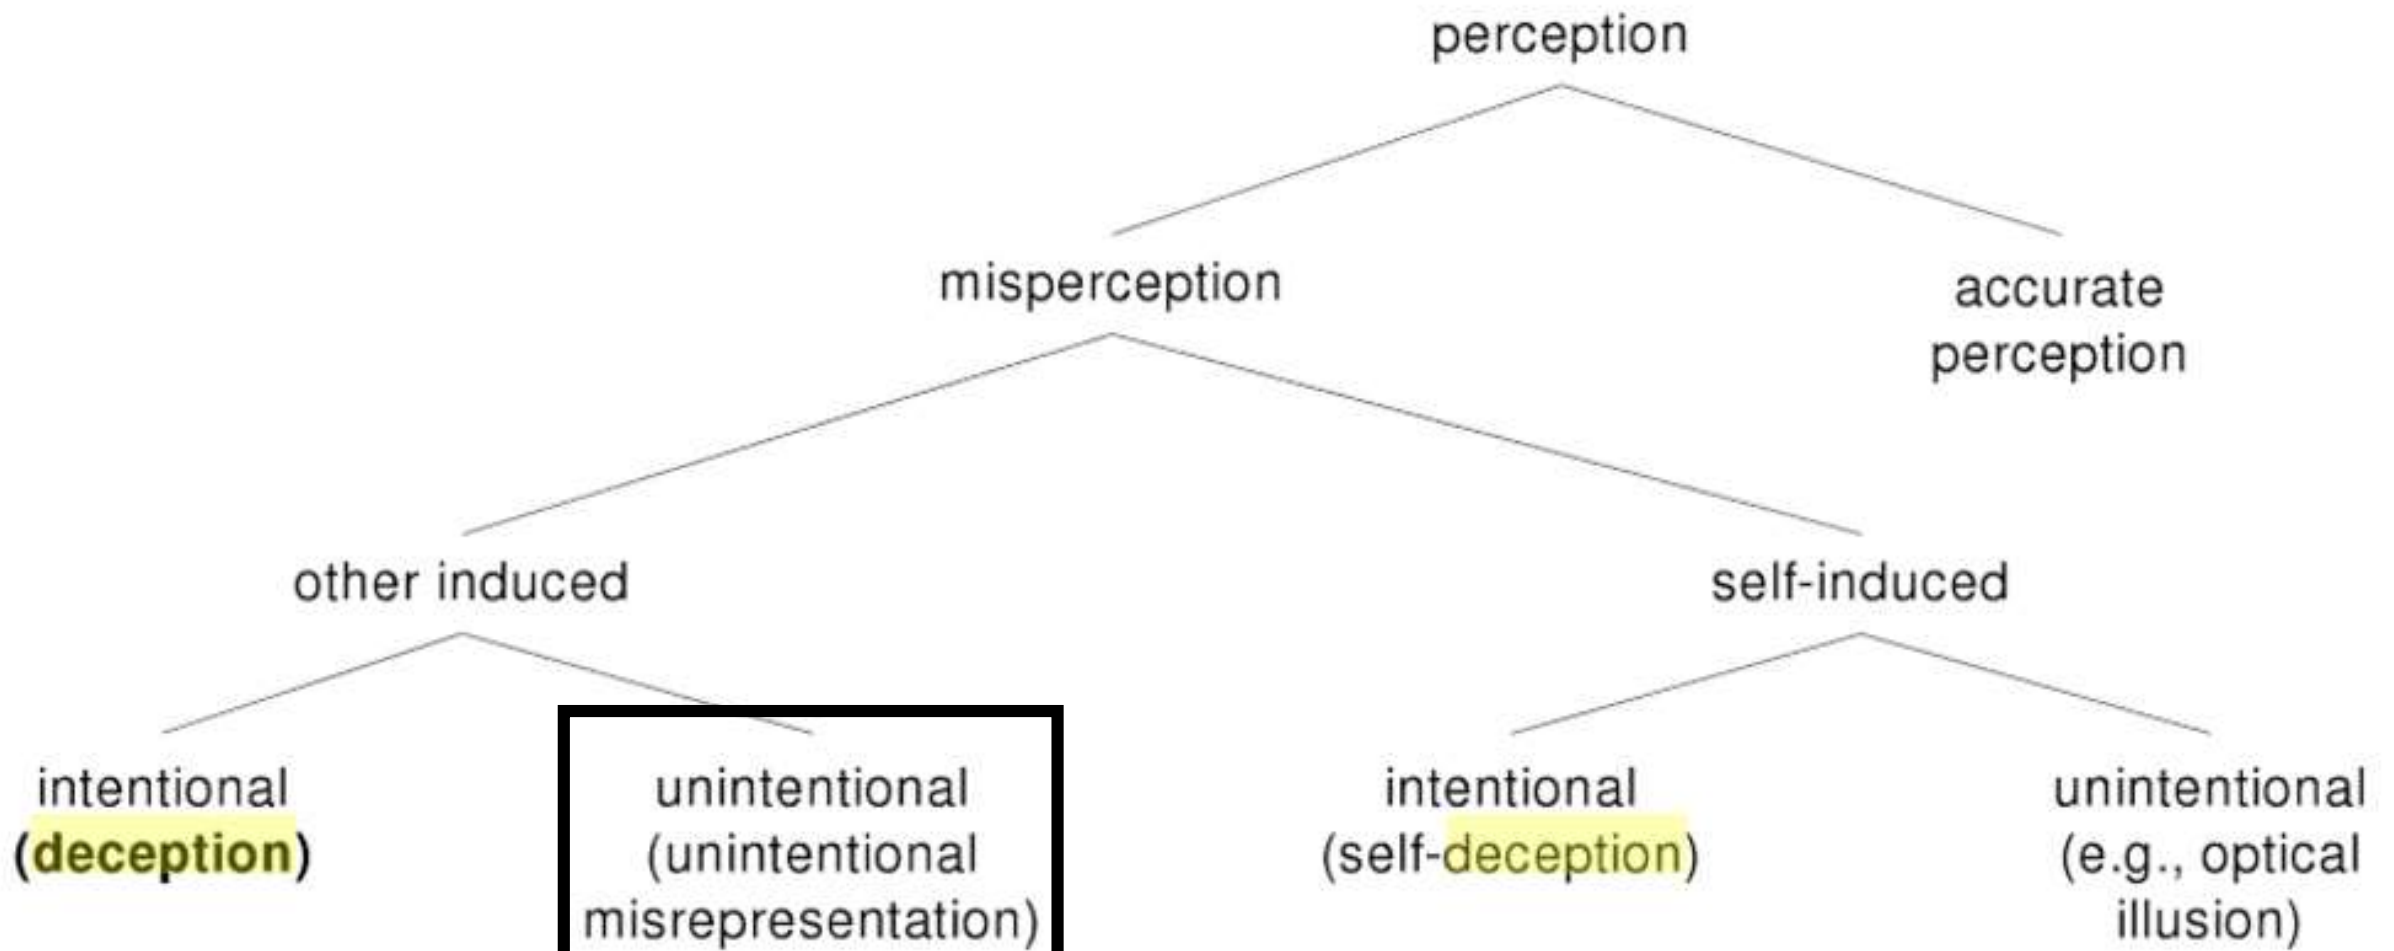 perception
misperception
accurate
perception
other induced
self-induced
intentional
(deception)
unintentional
(unintentional
misrepresentation)
intentional
(self-deception)
unintentional
(e.g., optical
illusion)